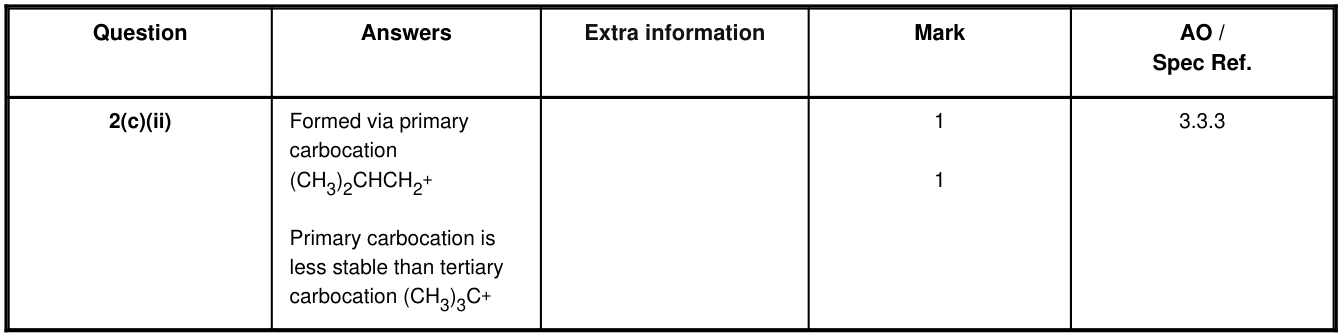 Question Answers Extra information Mark AO /
Spec Ref.
2(c)(ii) Formed via primary 1 3.3.3
carbocation
(CH3)2CHCH2+ 1
Primary carbocation is
less stable than tertiary
carbocation (CH3)3C+